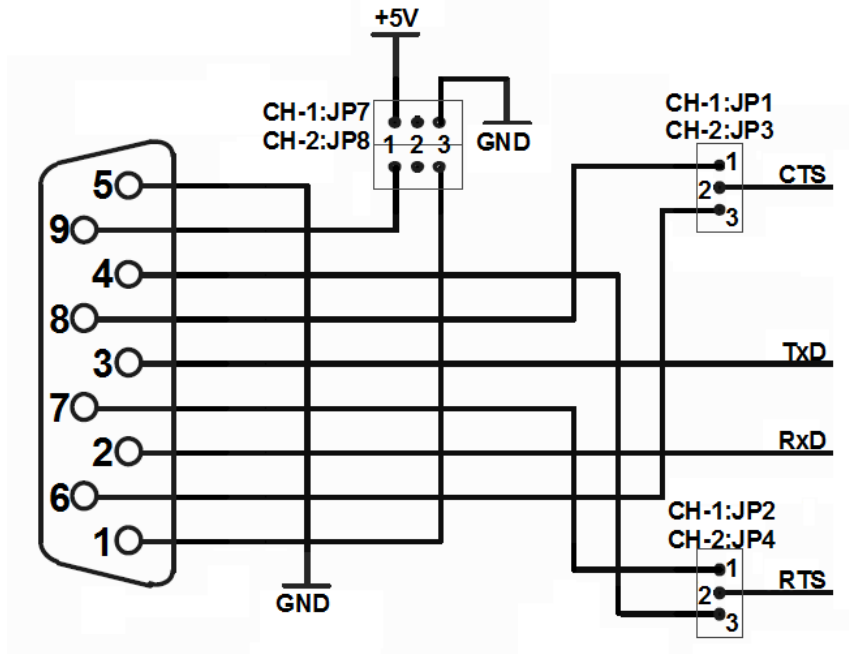 +5V
CH-1:JP7
CH-2:JP8
1 2 3
GND
CH-1:JP1
CH-2:JP3
1
2
3
CTS
5
9
4
8
3
7
2
6
1
TxD
RxD
CH-1:JP2
CH-2:JP4
1
2
3
RTS
GND